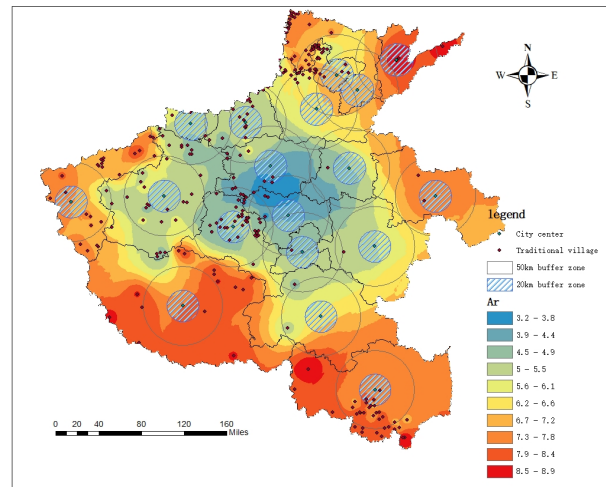 N
W E
S
legend
City center
Traditional village
50km buffer zone
20km buffer zone
Ar
3.2 - 3.8
3.9 - 4.4
4.5 - 4.9
5 - 5.5
5.6 - 6.1
6.2 - 6.6
6.7 - 7.2
7.3 - 7.8
7.9 - 8.4
8.5 - 8.9
0 20 40 80 120 160
Miles